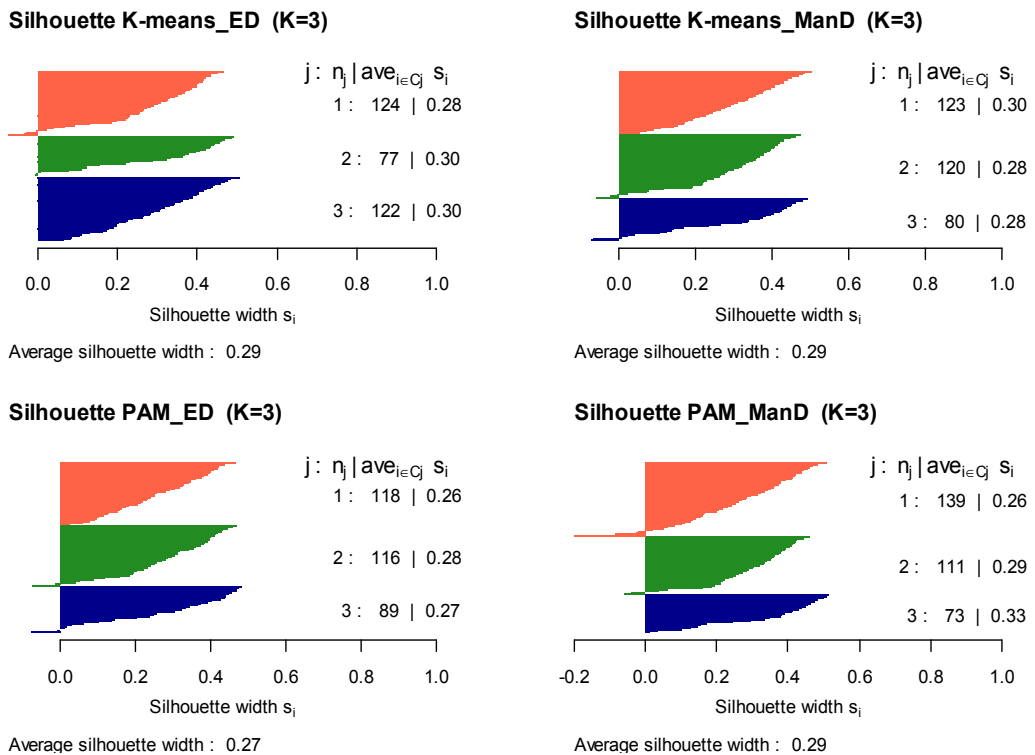 Silhouette K-means_ED (K=3)
j : nj | avei∈Cj si
1 : 124 | 0.28
2 : 77 | 0.30
3 : 122 | 0.30
0.0 0.2 0.4 0.6 0.8 1.0
Silhouette width si
Average silhouette width : 0.29
Silhouette K-means_ManD (K=3)
j : nj | avei∈Cj si
1 : 123 | 0.30
2 : 120 | 0.28
3 : 80 | 0.28
0.0 0.2 0.4 0.6 0.8 1.0
Silhouette width si
Average silhouette width : 0.29
Silhouette PAM_ED (K=3)
j : nj | avei∈Cj si
1 : 118 | 0.26
2 : 116 | 0.28
3 : 89 | 0.27
0.0 0.2 0.4 0.6 0.8 1.0
Silhouette width si
Average silhouette width : 0.27
Silhouette PAM_ManD (K=3)
j : nj | avei∈Cj si
1 : 139 | 0.26
2 : 111 | 0.29
3 : 73 | 0.33
-0.2 0.0 0.2 0.4 0.6 0.8 1.0
Silhouette width si
Average silhouette width : 0.29